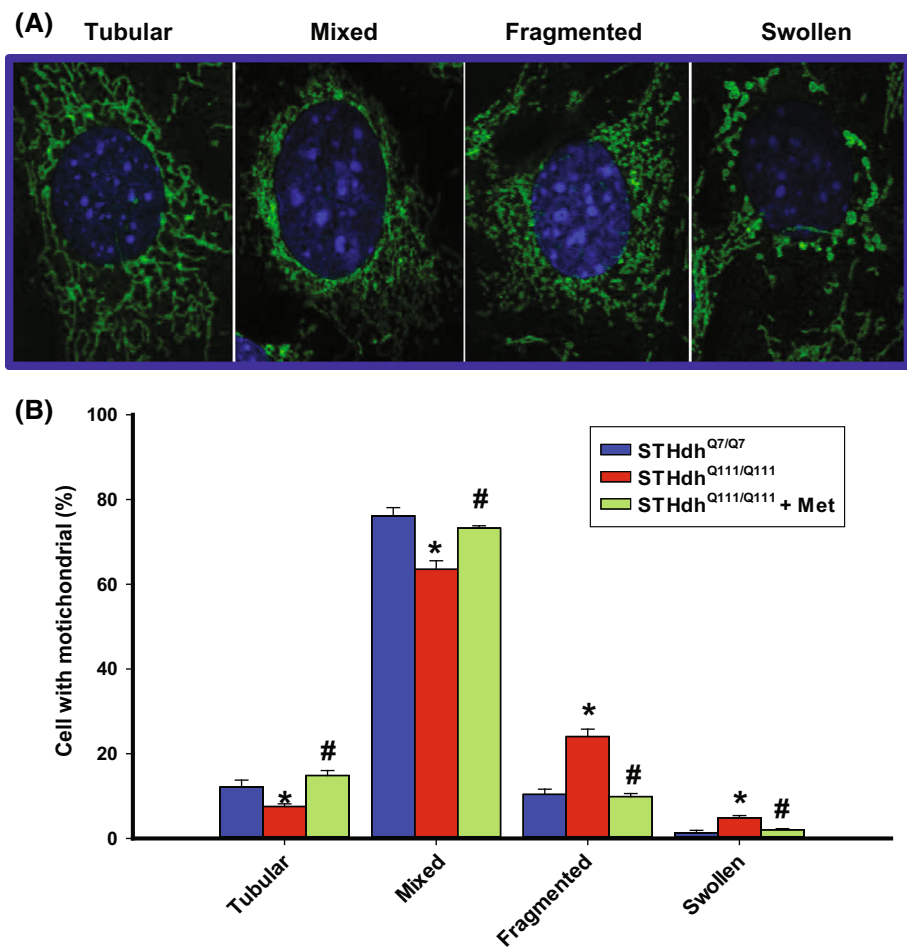 (A)
Tubular Mixed Fragmented Swollen
(B)
Cell with motichondrial (%)
100
80
60
40
20
0
STHdh^Q7/Q7
STHdh^Q111/Q111
STHdh^Q111/Q111 + Met
* # * # * # * #
Tubular Mixed Fragmented Swollen